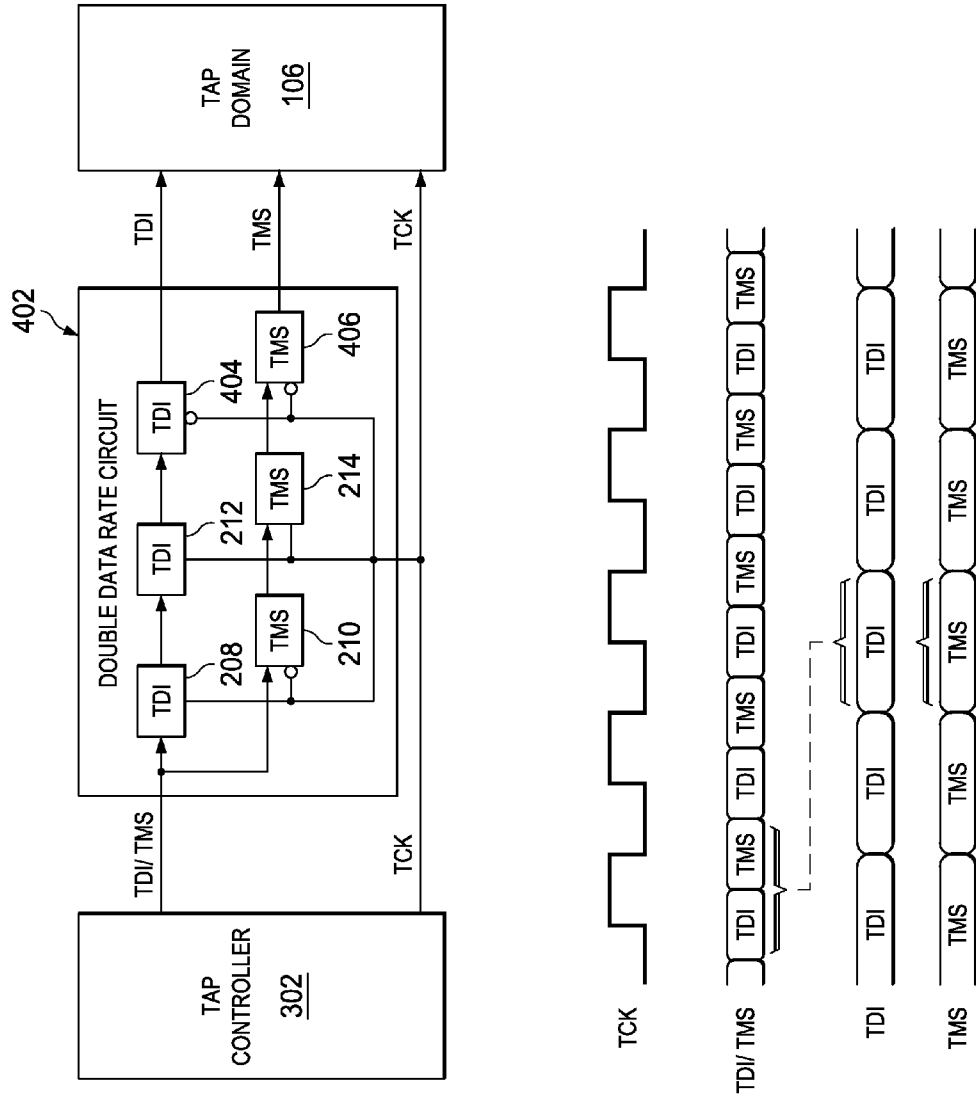 402
DOUBLE DATA RATE CIRCUIT
TAP
CONTROLLER
302
TDI/ TMS
TCK
TDI
208
TDI
212
TDI
404
TMS
210
TMS
214
TMS
406
TDI
TMS
TCK
TAP
DOMAIN
106
TCK
TDI/ TMS
TDI
TMS
TDI
TMS
TDI
TMS
TDI
TMS
TDI
TMS
TDI
TDI
TDI
TDI
TDI
TDI
TMS
TMS
TMS
TMS
TMS
TMS